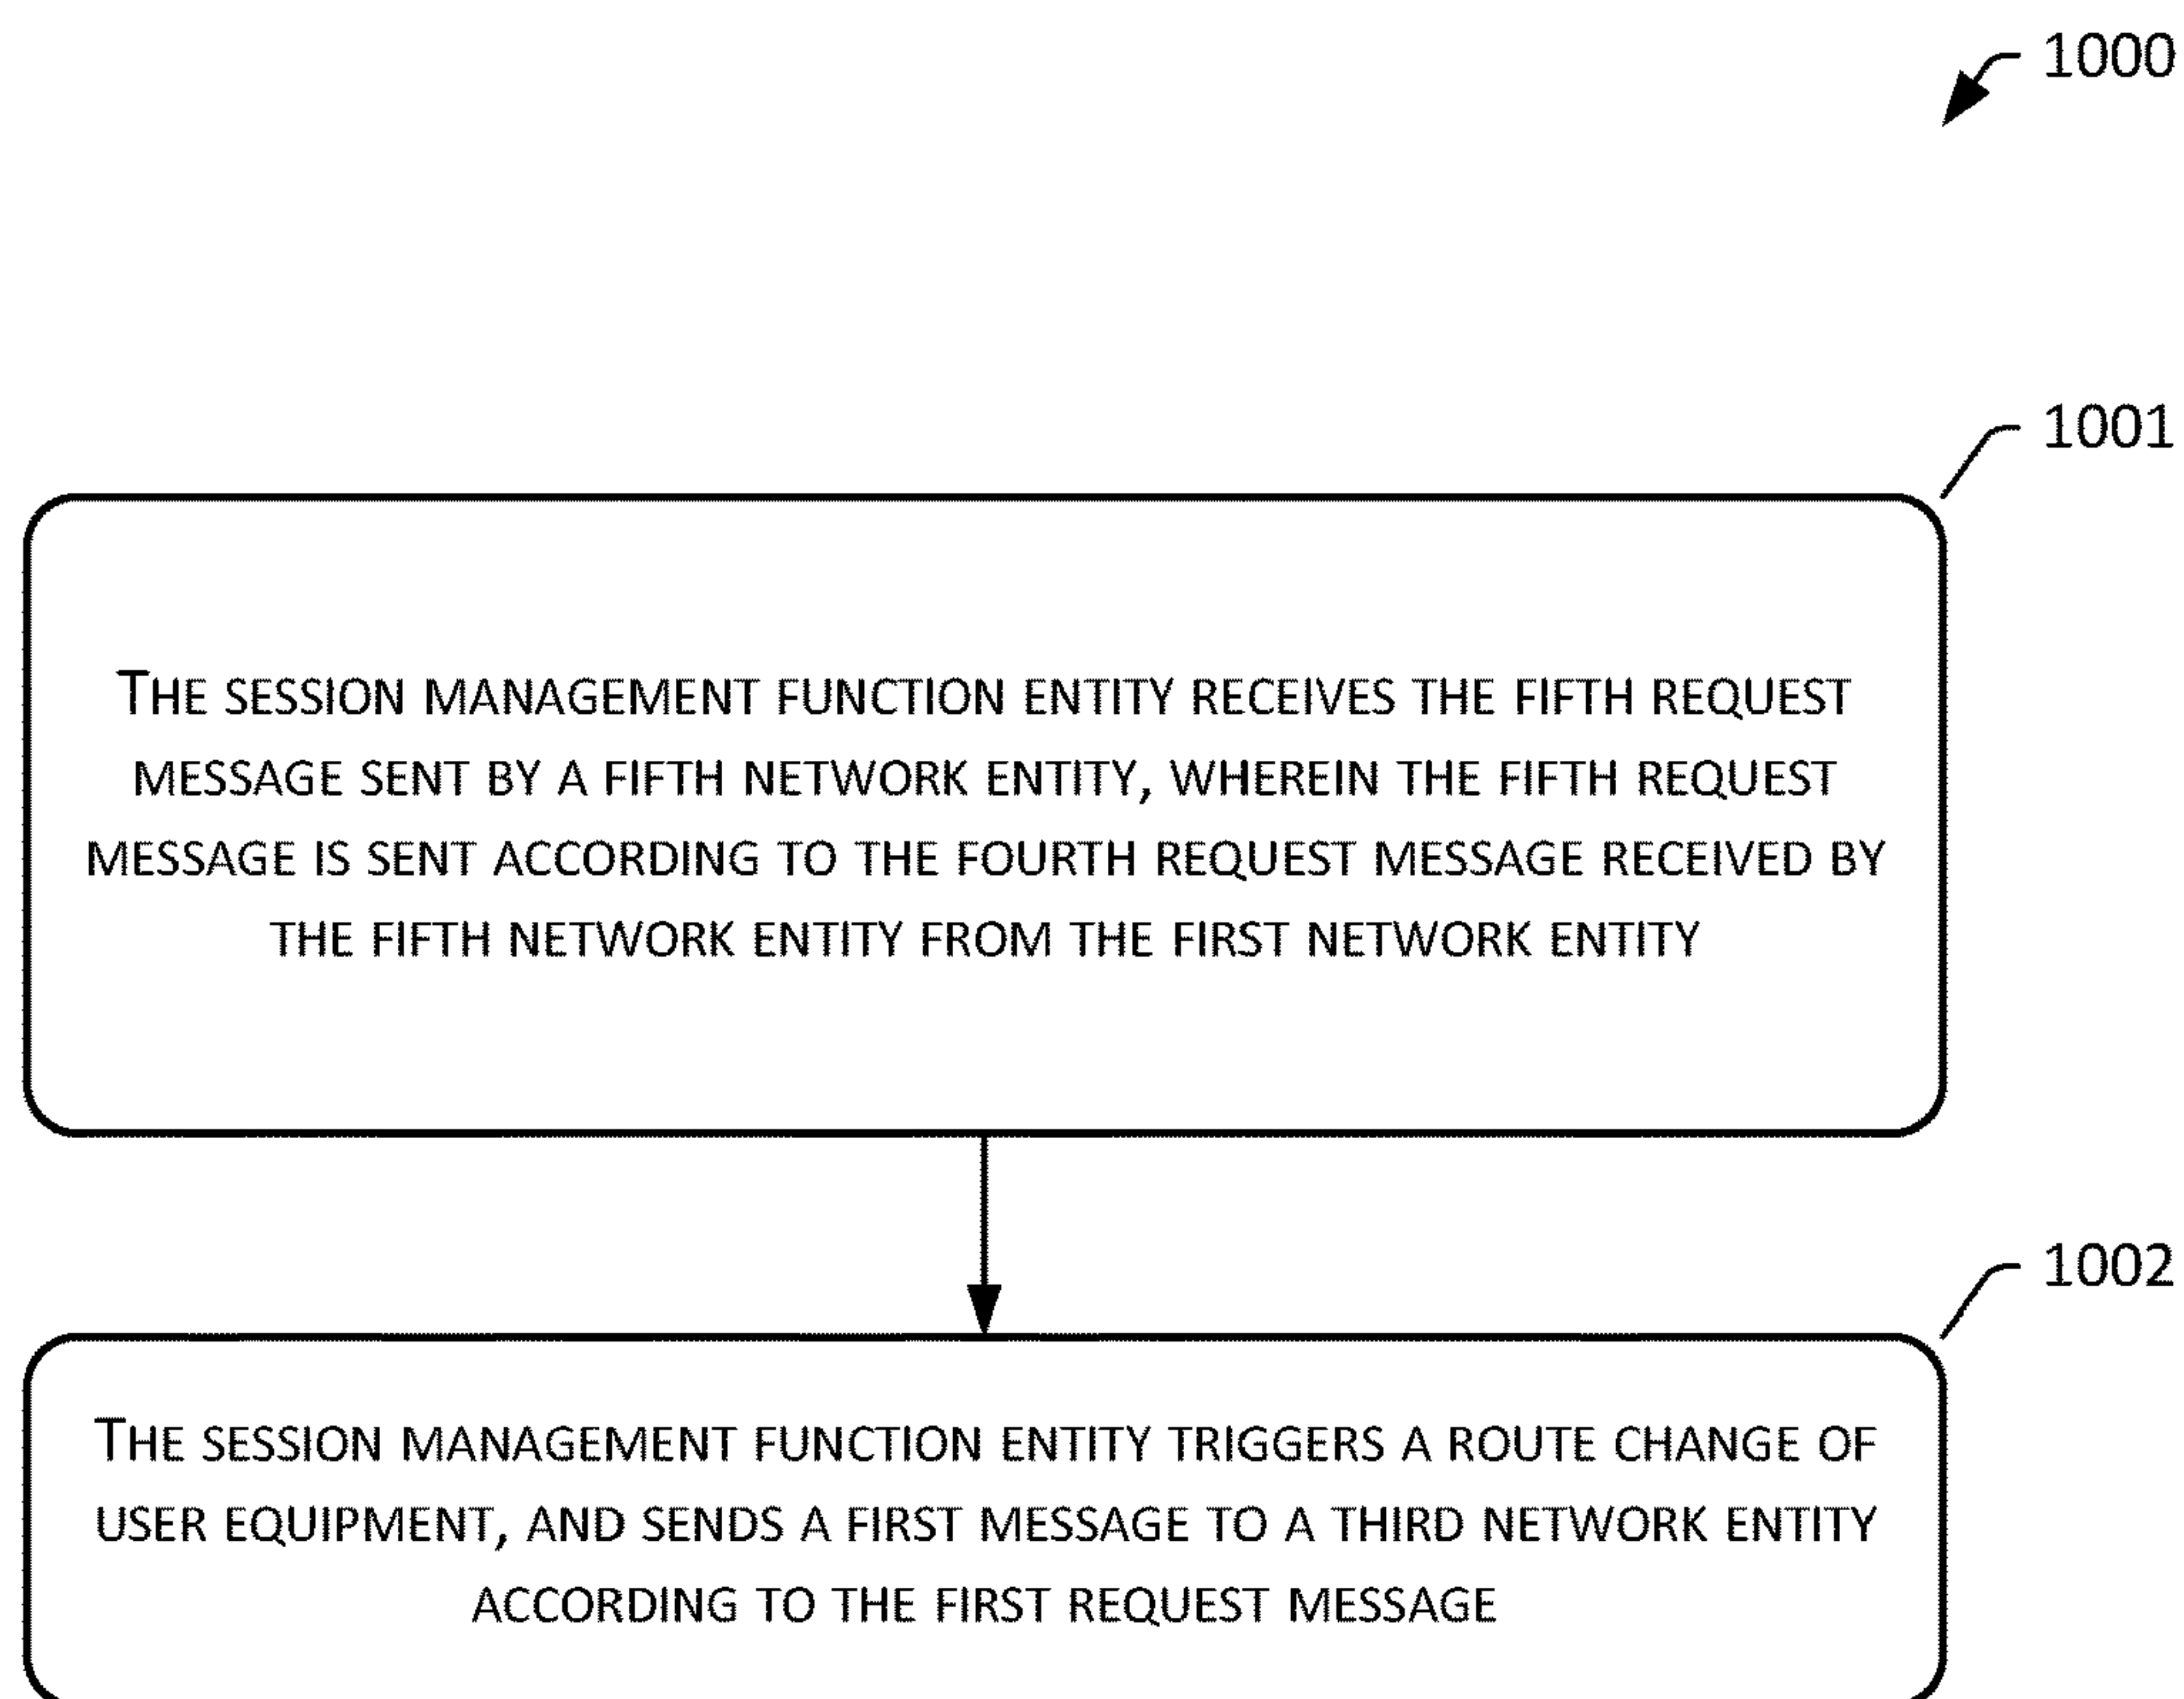 1000
1001
THE SESSION MANAGEMENT FUNCTION ENTITY RECEIVES THE FIFTH REQUEST
MESSAGE SENT BY A FIFTH NETWORK ENTITY, WHEREIN THE FIFTH REQUEST
MESSAGE IS SENT ACCORDING TO THE FOURTH REQUEST MESSAGE RECEIVED BY
THE FIFTH NETWORK ENTITY FROM THE FIRST NETWORK ENTITY
1002
THE SESSION MANAGEMENT FUNCTION ENTITY TRIGGERS A ROUTE CHANGE OF
USER EQUIPMENT, AND SENDS A FIRST MESSAGE TO A THIRD NETWORK ENTITY
ACCORDING TO THE FIRST REQUEST MESSAGE